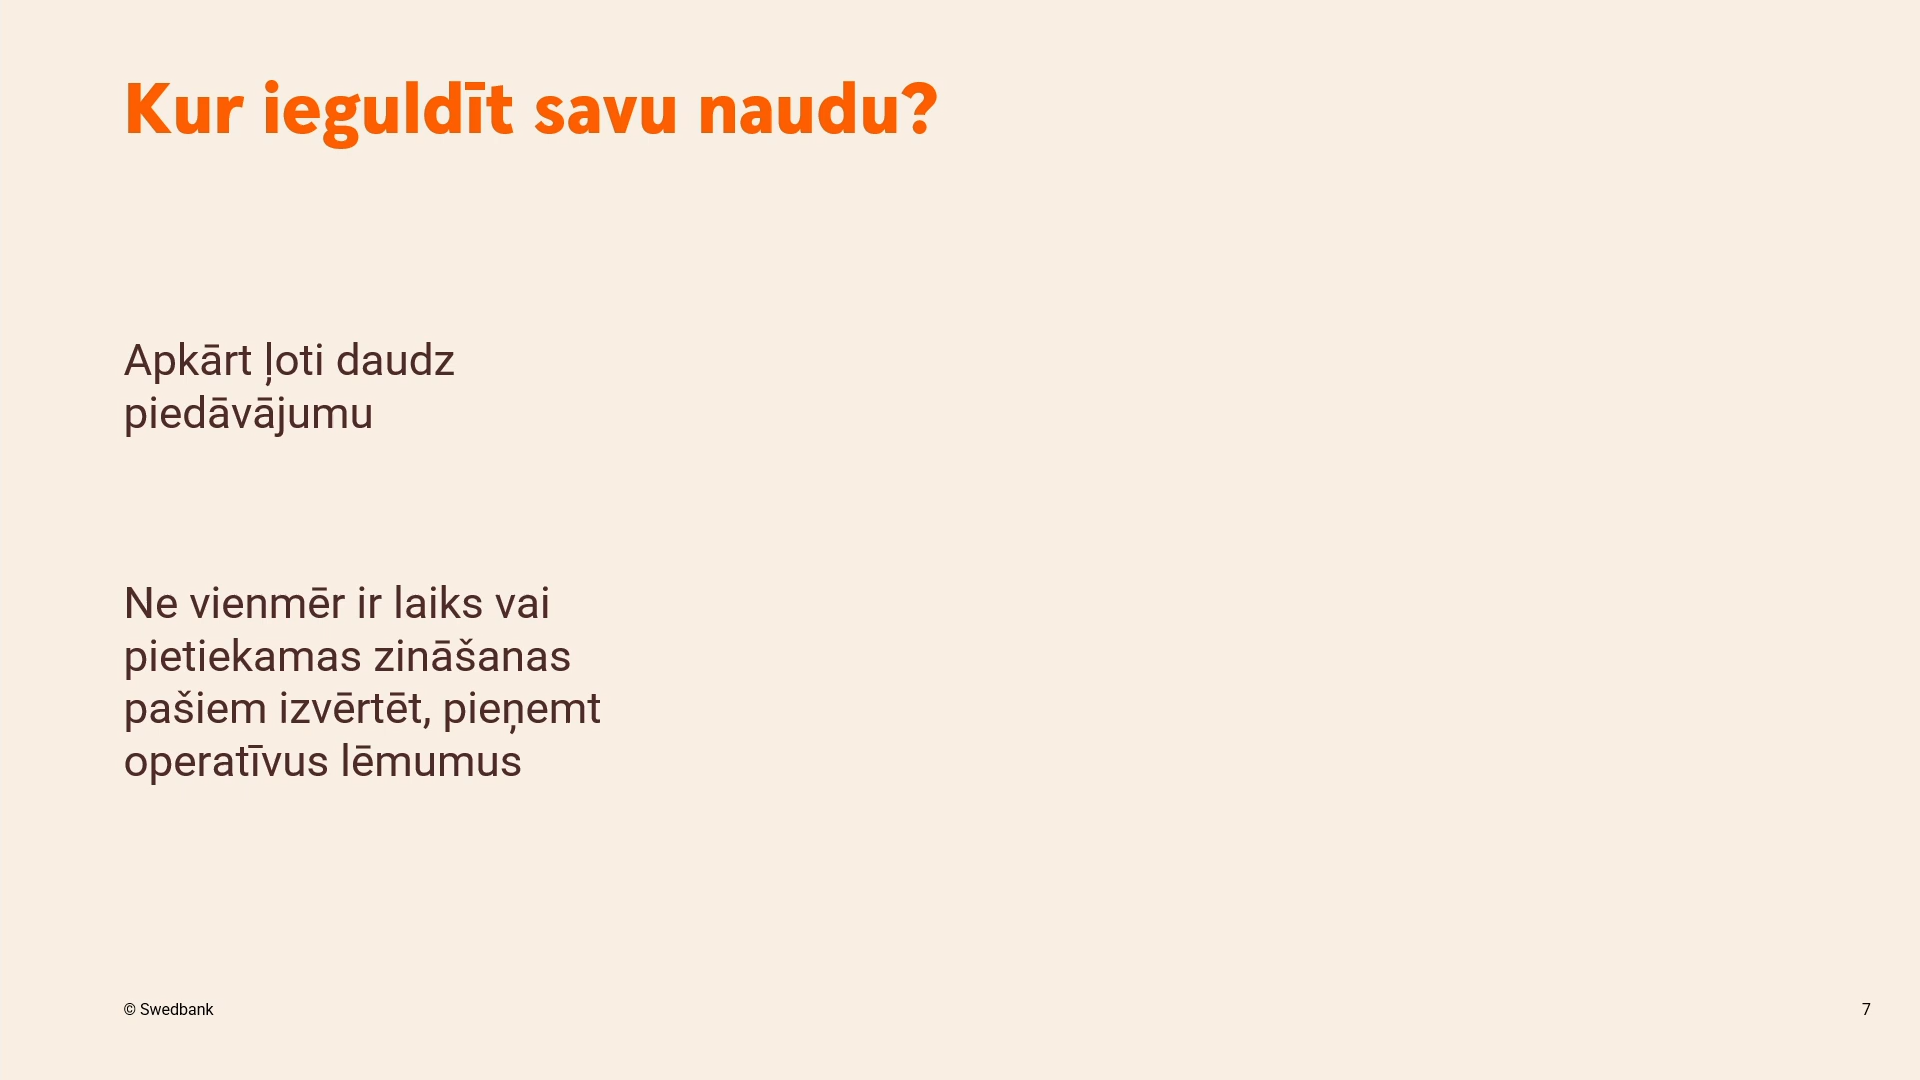 Kur ieguldīt savu naudu?
Apkārt ļoti daudz
piedāvājumu
Ne vienmēr ir laiks vai
pietiekamas zināšanas
pašiem izvērtēt, pieņemt
operatīvus lēmumus
© Swedbank
7